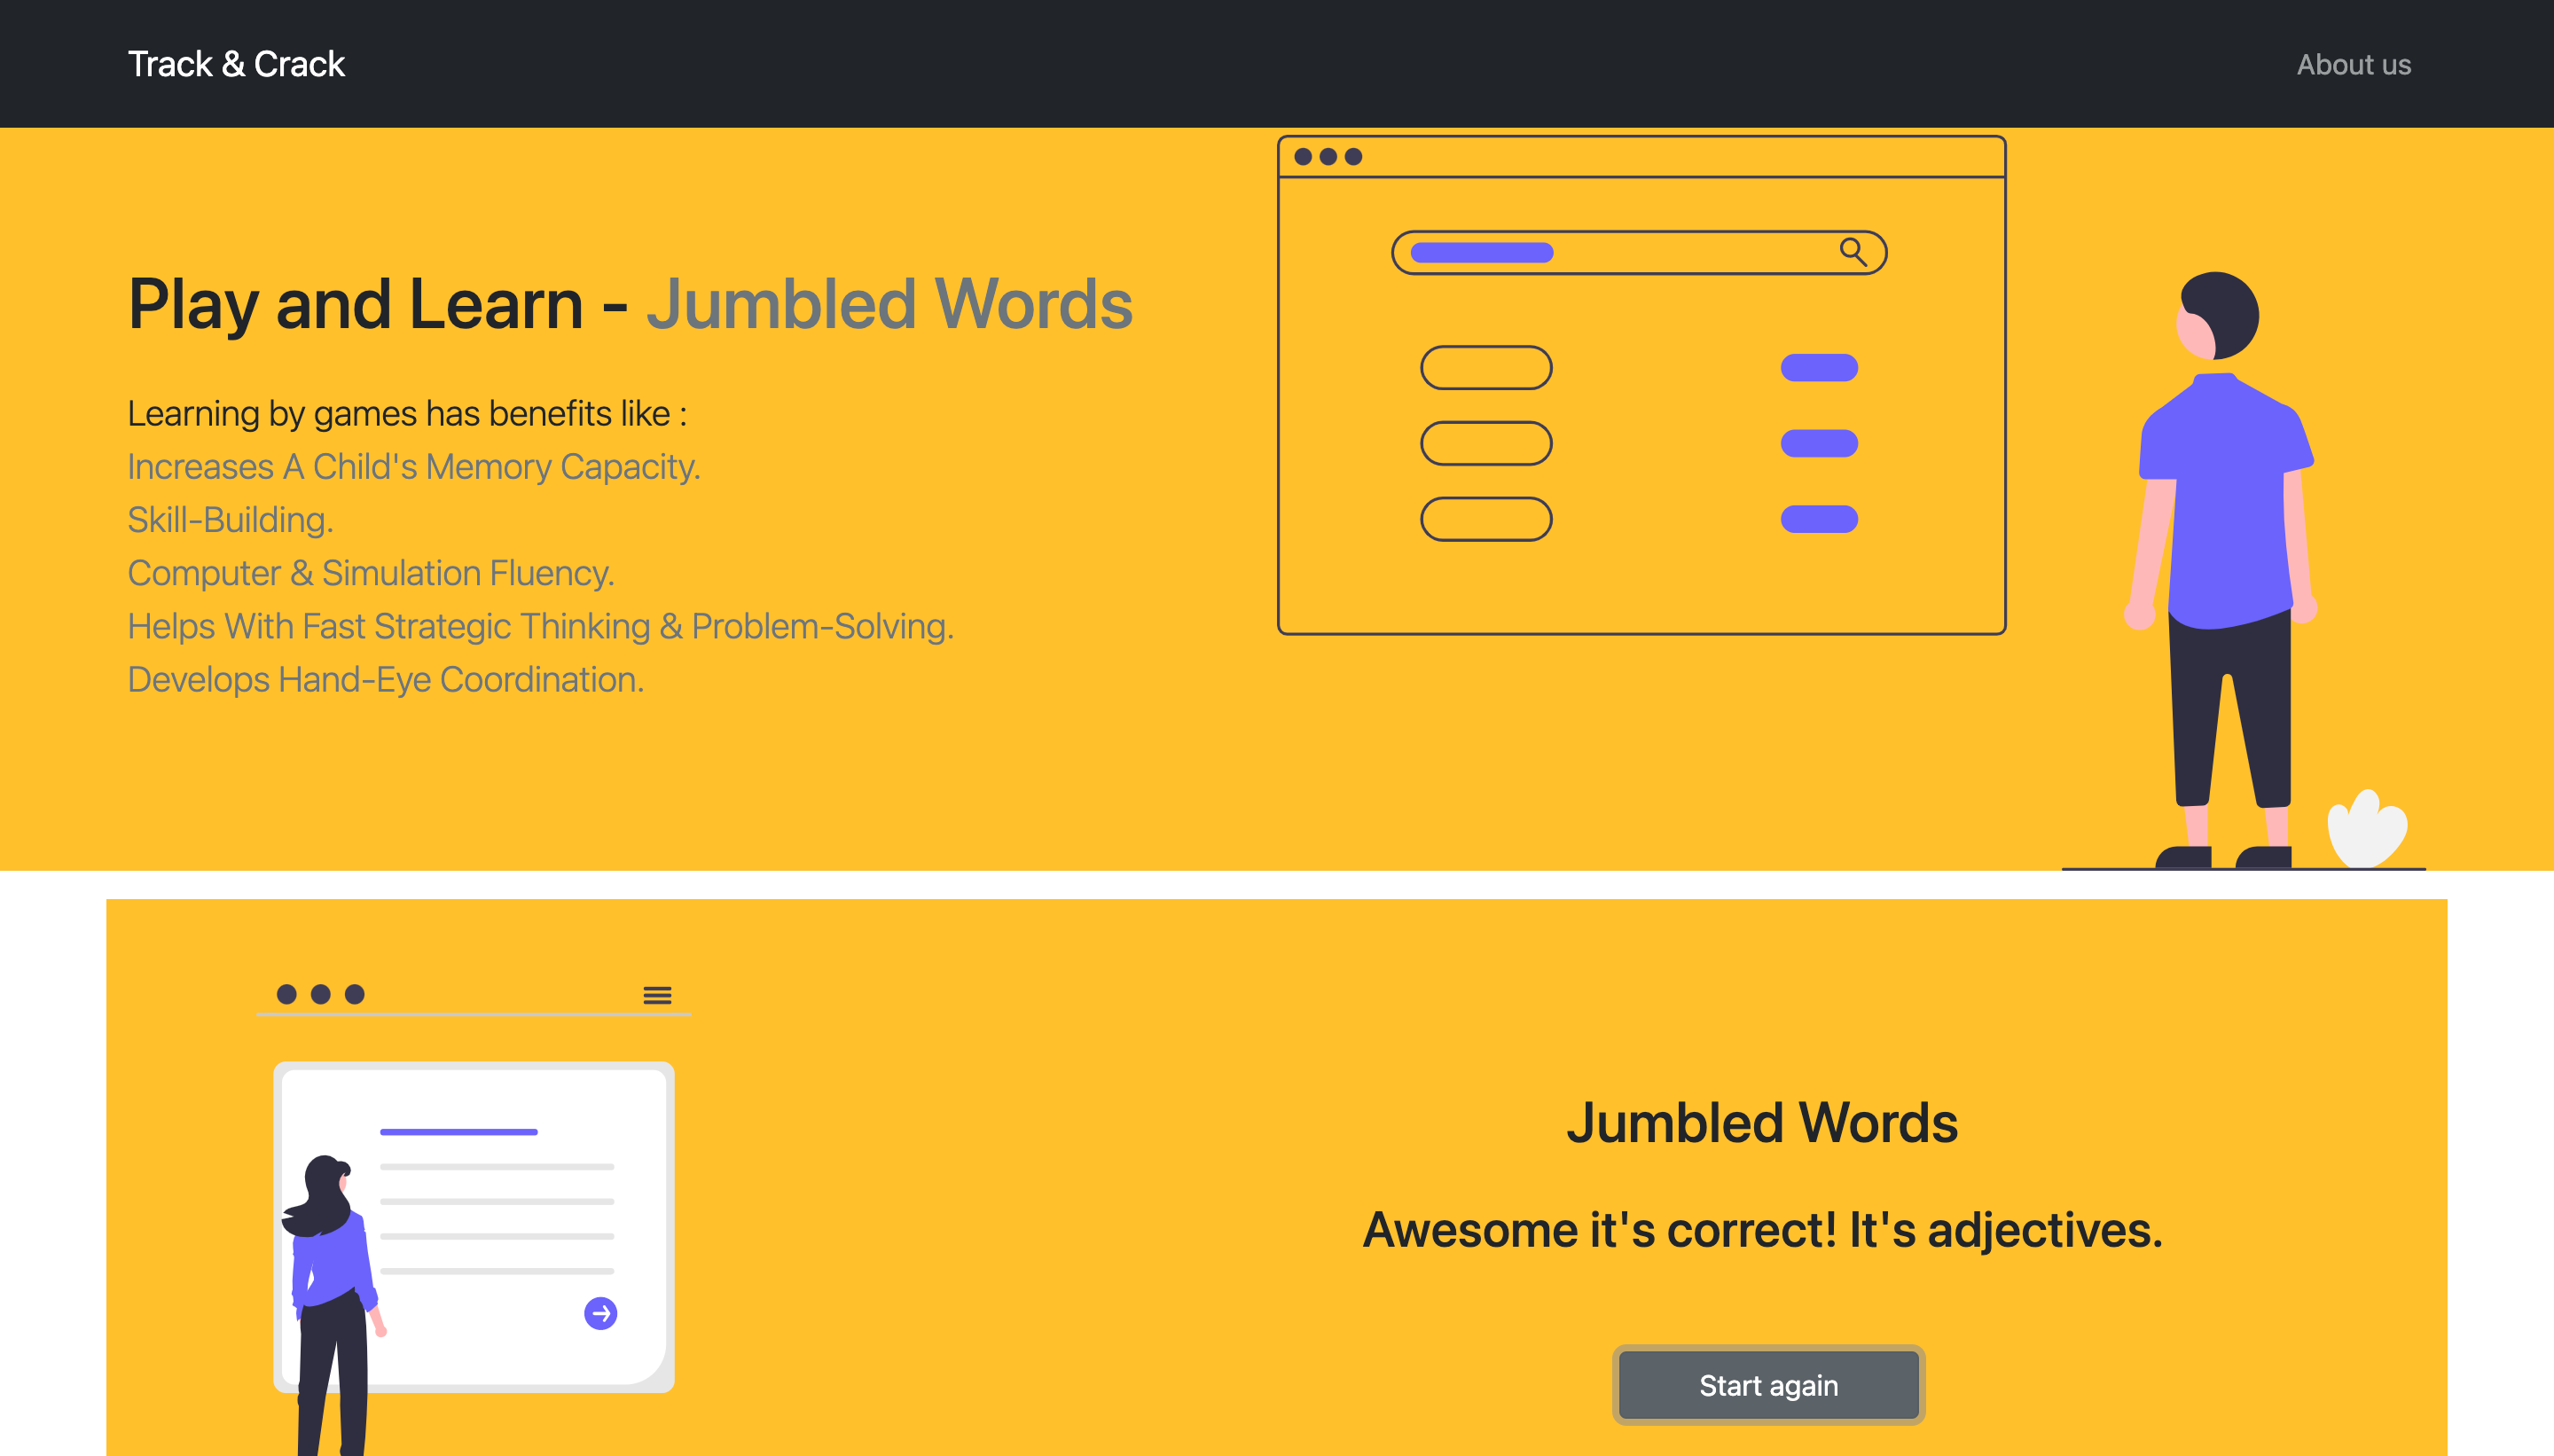 Track & Crack
About us
Play and Learn - Jumbled Words
Learning by games has benefits like :
Increases A Child's Memory Capacity.
Skill-Building.
Computer & Simulation Fluency.
Helps With Fast Strategic Thinking & Problem-Solving.
Develops Hand-Eye Coordination.
Jumbled Words
Awesome it's correct! It's adjectives.
Start again